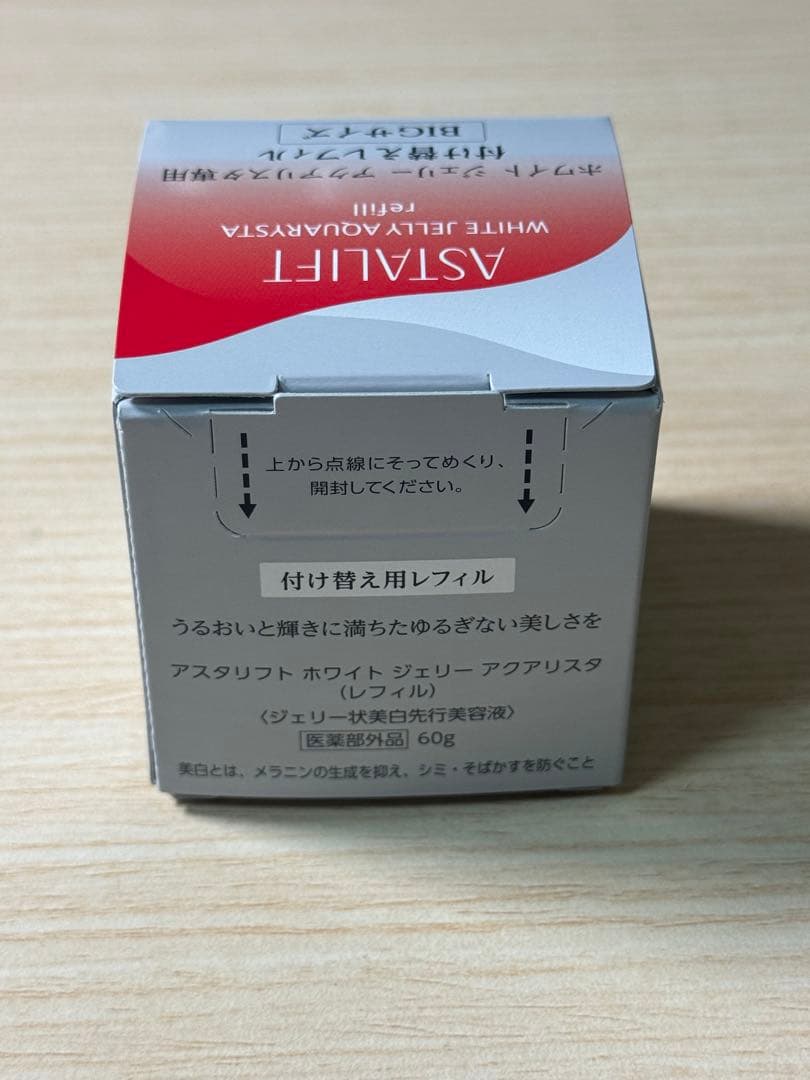 ASTALIFT
WHITE JELLY AQUARYSTA
refill
ホワイト ジェリー アクアリスタ専用
付け替えレフィル
BIGサイズ
上から点線にそってめくり、
開封してください。
付け替え用レフィル
うるおいと輝きに満ちたゆるぎない美しさを
アスタリフト ホワイト ジェリー アクアリスタ
（レフィル）
〈ジェリー状美白先行美容液〉
医薬部外品 60g
美白とは、メラニンの生成を抑え、シミ・そばかすを防ぐこと